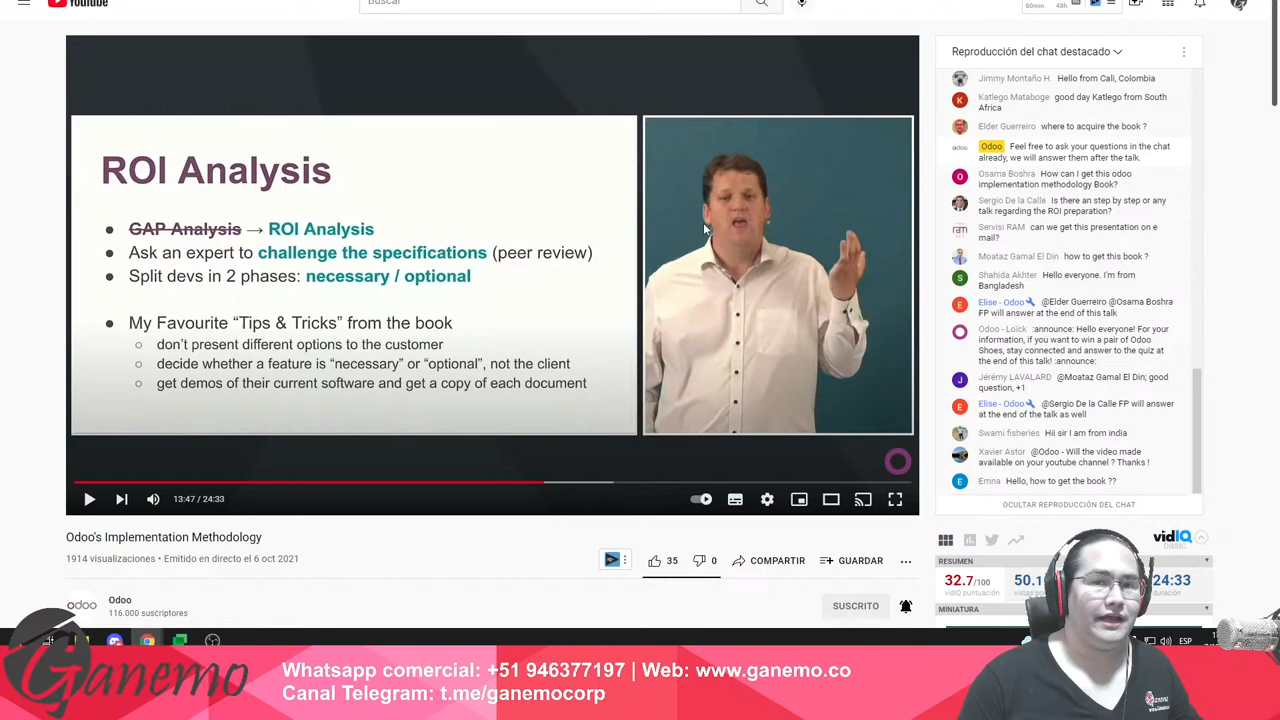 YouTube
Buscar
60min
48h
ROI Analysis
GAP Analysis → ROI Analysis
Ask an expert to challenge the specifications (peer review)
Split devs in 2 phases: necessary / optional
My Favourite “Tips & Tricks” from the book
don't present different options to the customer
decide whether a feature is “necessary” or “optional”, not the client
get demos of their current software and get a copy of each document
13:47 / 24:33
Odoo's Implementation Methodology
1914 visualizaciones • Emitido en directo el 6 oct 2021
35
0
COMPARTIR
GUARDAR
odoo
Odoo
116.000 suscriptores
SUSCRITO
Reproducción del chat destacado
Jimmy Montaño H. Hello from Cali, Colombia
K
Katlego Mataboge good day Katlego from South
Africa
Elder Guerreiro where to acquire the book ?
odoo
Odoo Feel free to ask your questions in the chat
already, we will answer them after the talk.
O
Osama Boshra How can I get this odoo
implementation methodology Book?
Sergio De la Calle Is there an step by step or any
talk regarding the ROI preparation?
Servisi RAM can we get this presentation on e
mail?
Moataz Gamal El Din how to get this book ?
S
Shahida Akhter Hello everyone. I'm from
Bangladesh
E
Elise - Odoo @Elder Guerreiro @Osama Boshra
FP will answer at the end of this talk
Odoo - Loïck :announce: Hello everyone! For your
information, if you want to win a pair of Odoo
Shoes, stay connected and answer to the quiz at
the end of this talk! :announce;
J
Jérémy LAVALARD @Moataz Gamal El Din; good
question, +1
E
Elise - Odoo @Sergio De la Calle FP will answer
at the end of the talk as well
Swami fisheries Hii sir I am from india
Xavier Astor @Odoo - Will the video made
available on your youtube channel ? Thanks !
E
Emna Hello, how to get the book ??
OCULTAR REPRODUCCIÓN DEL CHAT
vidIQ
basic
RESUMEN
32.7/100
vidIQ puntuación
50.1
24:33
duración
MINIATURA
ESP
Ganemo
Whatsapp comercial: +51 946377197 | Web: www.ganemo.co
Canal Telegram: t.me/ganemocorp